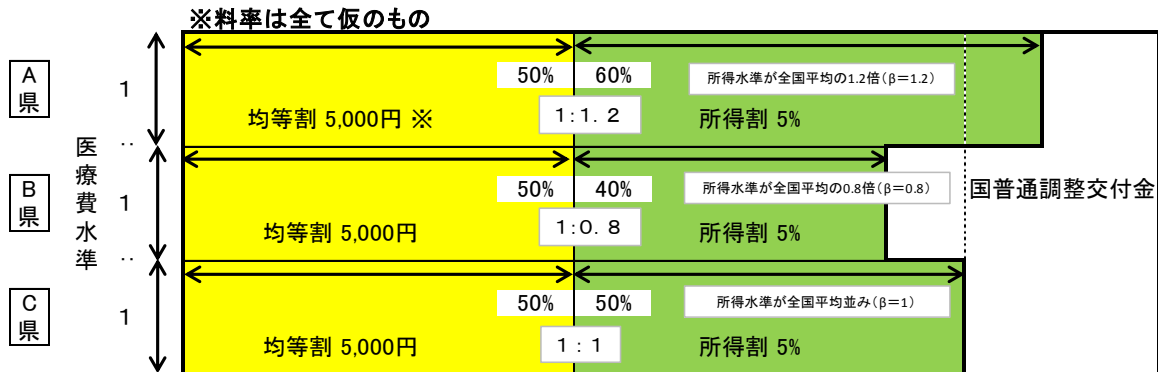 ※料率は全て仮のもの
A県
1
50% 60%
所得水準が全国平均の1.2倍(β=1.2)
均等割 5,000円 ※
1:1.2
所得割 5%
:
医療費水準
B県
1
50% 40%
所得水準が全国平均の0.8倍(β=0.8)
国普通調整交付金
均等割 5,000円
1:0.8
所得割 5%
:
C県
1
50% 50%
所得水準が全国平均並み(β=1)
均等割 5,000円
1:1
所得割 5%